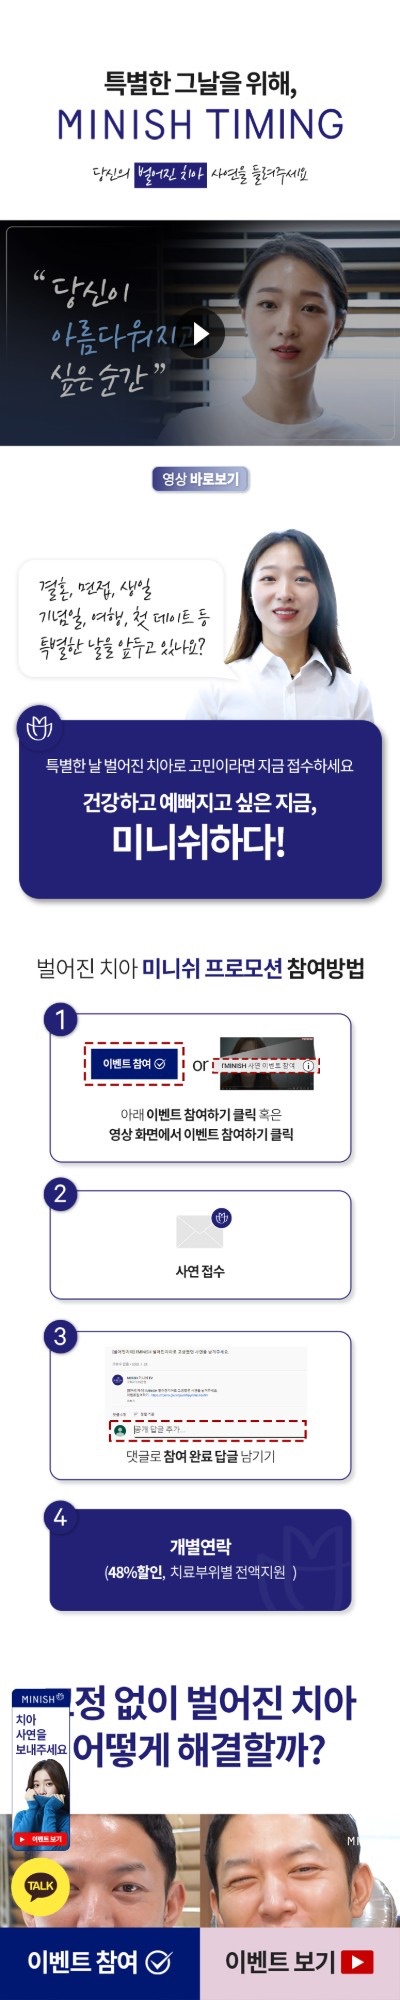 특별한 그날을 위해,
MINISH TIMING
당신의 벌어진 치아 사연을 들려주세요
“당신이
아름다워지고
싶은 순간”
영상 바로보기
결혼, 면접, 생일
기념일, 여행, 첫 데이트 등
특별한 날을 앞두고 있나요?
특별한 날 벌어진 치아로 고민이라면 지금 접수하세요
건강하고 예뻐지고 싶은 지금,
미니쉬하다!
벌어진 치아 미니쉬 프로모션 참여방법
1
이벤트 참여
or
「MINISH 사연 이벤트 참여
아래 이벤트 참여하기 클릭 혹은
영상 화면에서 이벤트 참여하기 클릭
2
사연 접수
3
공개 답글 추가...
댓글로 참여 완료 답글 남기기
4
개별연락
(48%할인, 치료부위별 전액지원 )
정 없이 벌어진 치아
어떻게 해결할까?
MINISH
치아
사연을
보내주세요
이벤트 보기
TALK
이벤트 참여
이벤트 보기